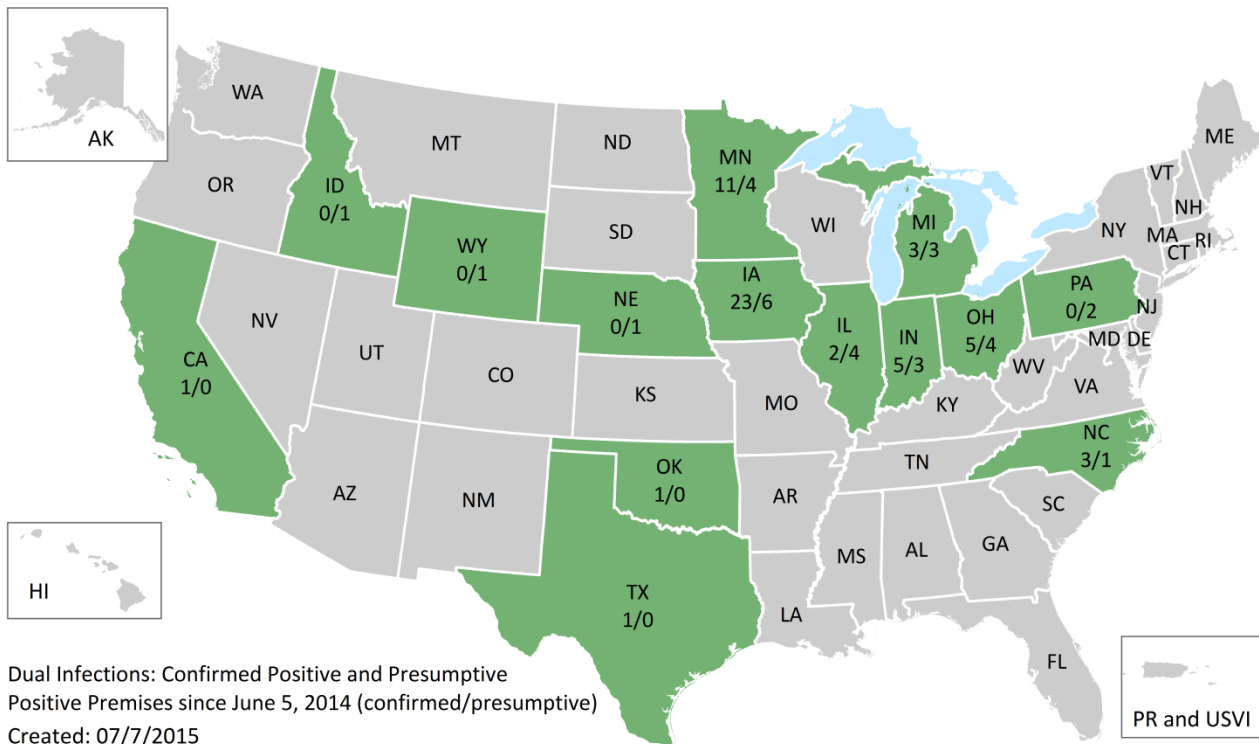 AK
WA
MT
ND
MN
11/4
ME
VT
NH
OR
ID
0/1
WY
0/1
SD
WI
MI
3/3
NY
MA
RI
CT
IA
23/6
NE
0/1
IL
2/4
IN
5/3
OH
5/4
PA
0/2
NJ
MD
DE
NV
UT
CO
CA
1/0
KS
MO
WV
VA
KY
NC
3/1
TN
OK
1/0
AZ
NM
AR
SC
MS
AL
GA
HI
TX
1/0
LA
FL
Dual Infections: Confirmed Positive and Presumptive
Positive Premises since June 5, 2014 (confirmed/presumptive)
Created: 07/7/2015
PR and USVI